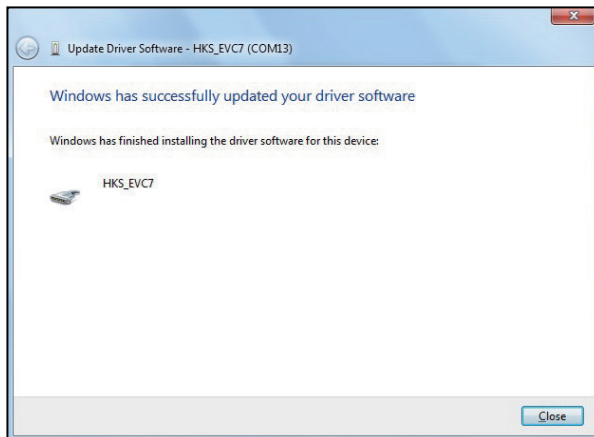 Update Driver Software - HKS_EVC7 (COM13)
Windows has successfully updated your driver software
Windows has finished installing the driver software for this device:
HKS_EVC7
Close